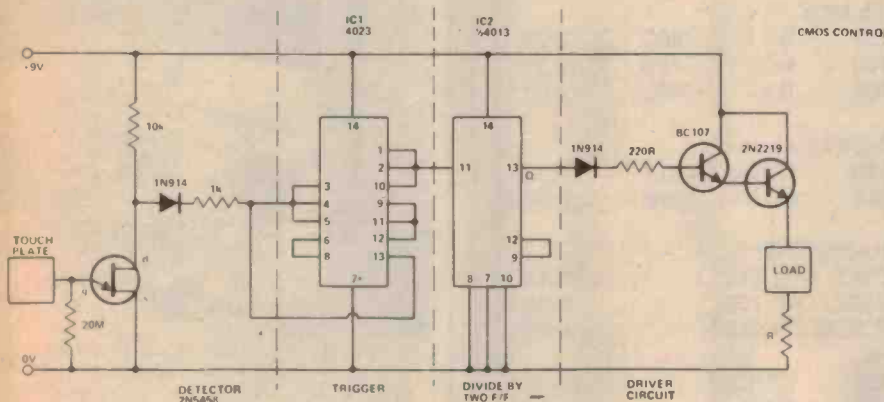 IC1
4023
IC2
½4013
CMOS CONTROL
+9V
10k
14
14
BC107
2N2219
1
2
10
11
13
Q
1N914
220R
1N914
1k
3
4
5
9
11
12
6
8
13
12
9
TOUCH
PLATE
d
g
7
8
7
10
LOAD
20M
R
0V
DETECTOR
2N5458
TRIGGER
DIVIDE BY
TWO F/F
DRIVER
CIRCUIT